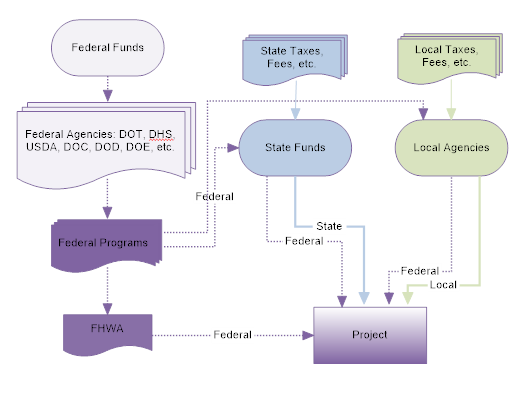 Federal Funds
State Taxes,
Fees, etc.
Local Taxes,
Fees, etc.
Federal Agencies: DOT, DHS,
USDA, DOC, DOD, DOE, etc.
State Funds
Local Agencies
Federal
Federal Programs
State
Federal
Federal
Local
FHWA
Federal
Project